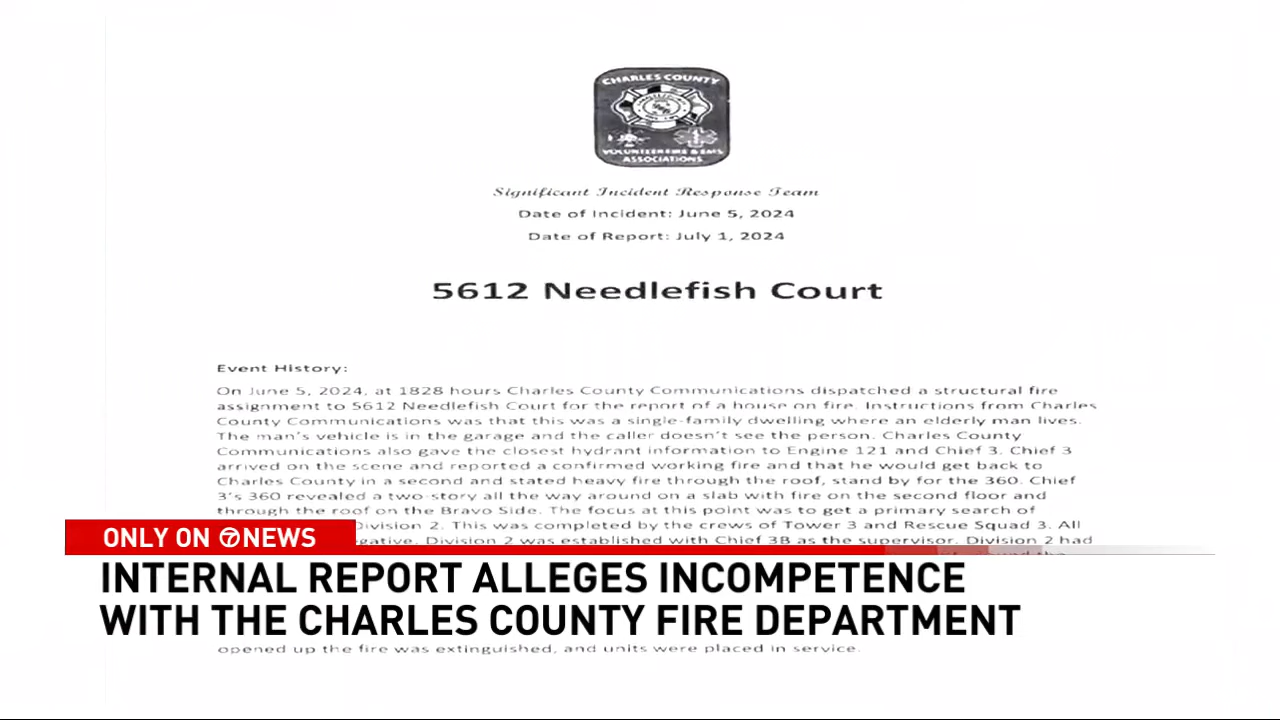 CHARLES COUNTY
VOLUNTEER FIRE & EMS
ASSOCIATIONS
Significant Incident Response Team
Date of Incident: June 5, 2024
Date of Report: July 1, 2024
5612 Needlefish Court
Event History:
On June 5, 2024, at 1828 hours Charles County Communications dispatched a structural fire
assignment to 5612 Needlefish Court for the report of a house on fire. Instructions from Charles
County Communications was that this was a single-family dwelling where an elderly man lives.
The man's vehicle is in the garage and the caller doesn't see the person. Charles County
Communications also gave the closest hydrant information to Engine 121 and Chief 3. Chief 3
arrived on the scene and reported a confirmed working fire and that he would get back to
Charles County in a second and stated heavy fire through the roof, stand by for the 360. Chief
3's 360 revealed a two-story all the way around on a slab with fire on the second floor and
through the roof on the Bravo Side. The focus at this point was to get a primary search of
Division 2. This was completed by the crews of Tower 3 and Rescue Squad 3. All
Division 2 was established with Chief 3B as the supervisor. Division 2 had
ONLY ON 7NEWS
INTERNAL REPORT ALLEGES INCOMPETENCE
WITH THE CHARLES COUNTY FIRE DEPARTMENT
opened up the fire was extinguished, and units were placed in service.